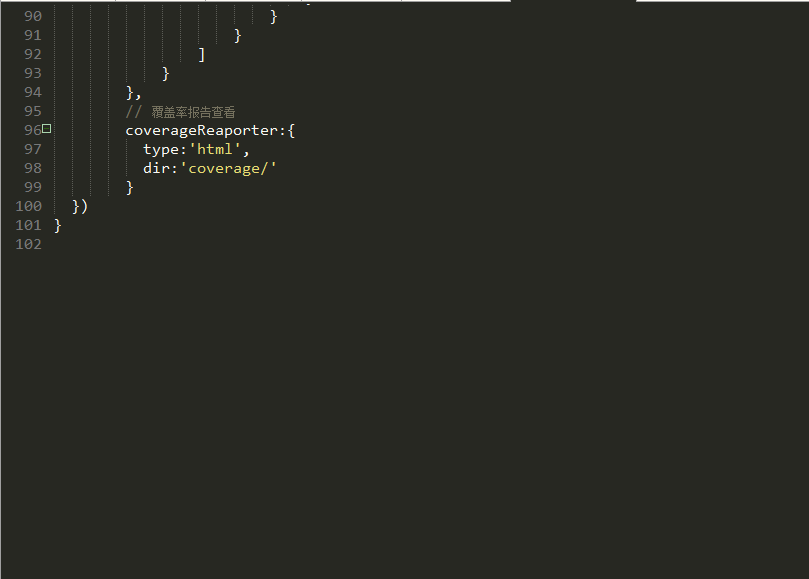 90 }
91 }
92 ]
93 }
94 },
95 // 覆盖率报告查看
96 coverageReaporter:{
97 type:'html',
98 dir:'coverage/'
99 }
100 })
101 }
102